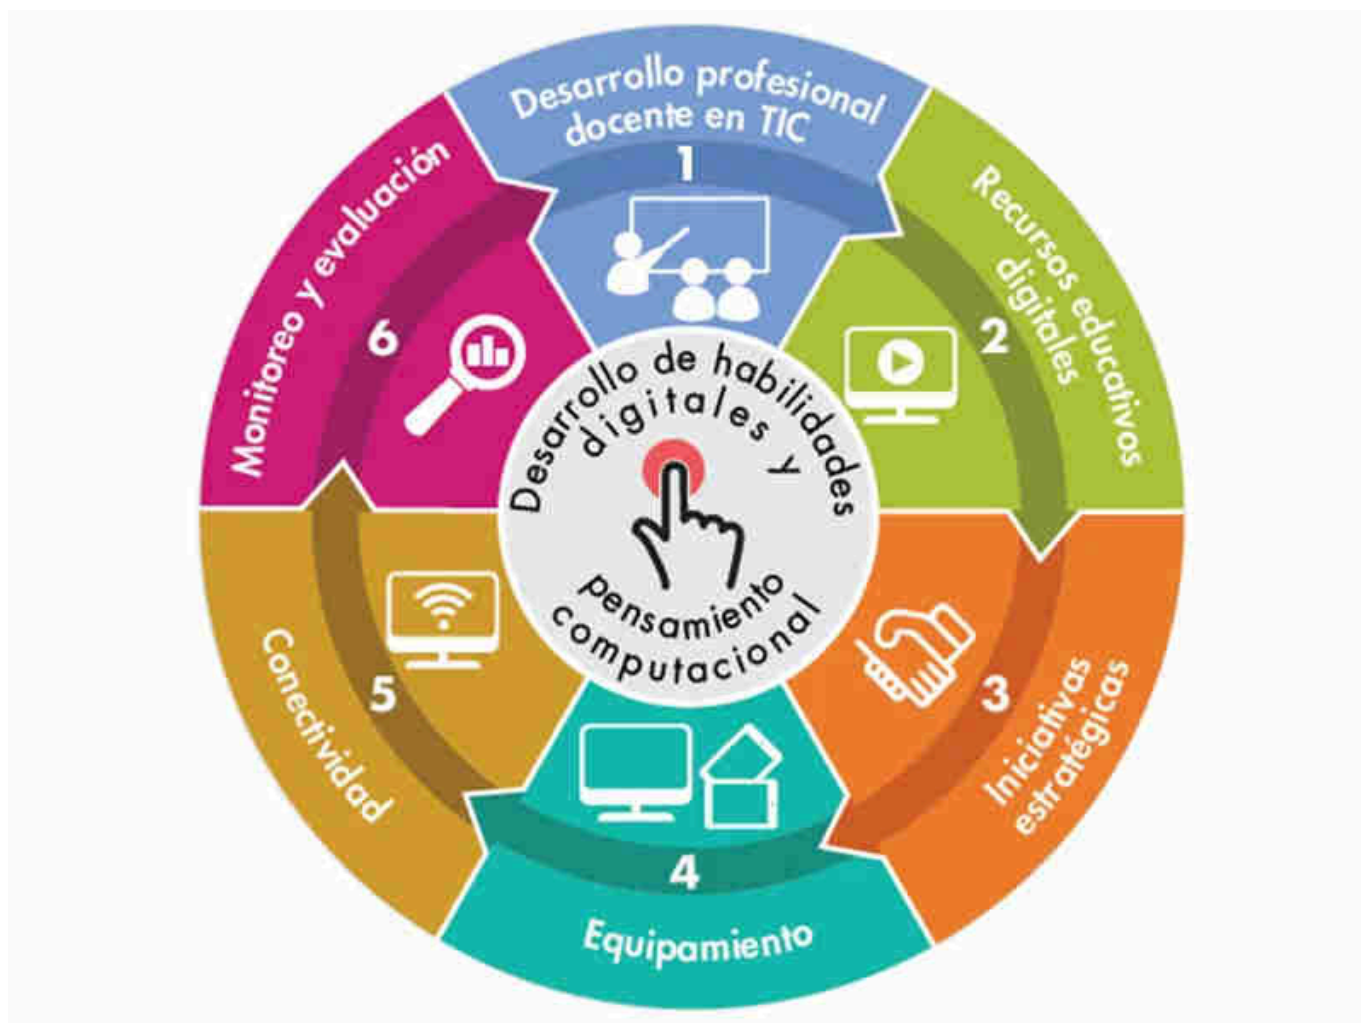 Desarrollo profesional
docente en TIC
1
Recursos educativos
digitales
2
Iniciativas
estratégicas
3
Equipamiento
4
Conectividad
5
Monitoreo y evaluación
6
Desarrollo de habilidades
digitales y
pensamiento
computacional